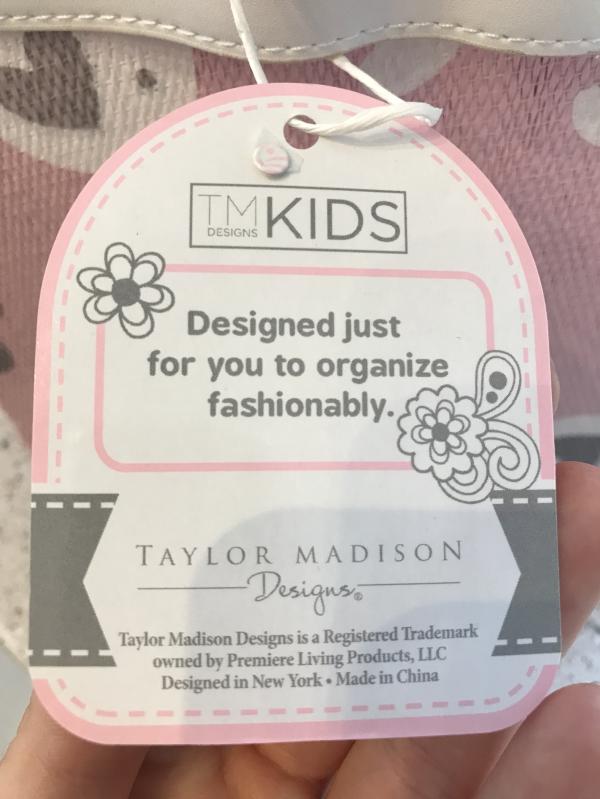 TM DESIGNS KIDS
Designed just
for you to organize
fashionably.
TAYLOR MADISON
Designs®
Taylor Madison Designs is a Registered Trademark
owned by Premiere Living Products, LLC
Designed in New York • Made in China